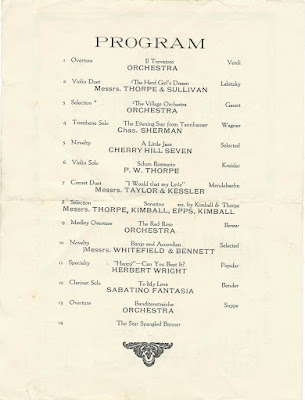 PROGRAM
1 Overture Il Trovatore Verdi
ORCHESTRA
2 Violin Duet The Herd Girl's Dream Labitsky
Messrs. THORPE & SULLIVAN
3 Selection The Village Orchestra
ORCHESTRA
4 Trombone Solo The Evening Star from Tannhauser Wagner
Chas. SHERMAN
5 Novelty A Little Jazz Selected
CHERRY HILL SEVEN
6 Violin Solo Schon Rosmarin Kreisler
P. W. THORPE
7 Cornet Duet "I Would that my Love" Mendelssohn
Messrs. TAYLOR & KESSLER
8 Selection Sometime arr. by Kimball & Thorpe
Messrs. THORPE, KIMBALL, EPPS, KIMBALL
9 Medley Overture The Red Rose
ORCHESTRA
10 Novelty Banjo and Accordian Selected
Messrs. WHITEFIELD & BENNETT
11 Specialty —Can You Beat It? Popular
HERBERT WRIGHT
12 Clarinet Solo To My Love Bender
SABATINO FANTASIA
13 Overture Banditenstreiche Suppe
ORCHESTRA
14 The Star Spangled Banner